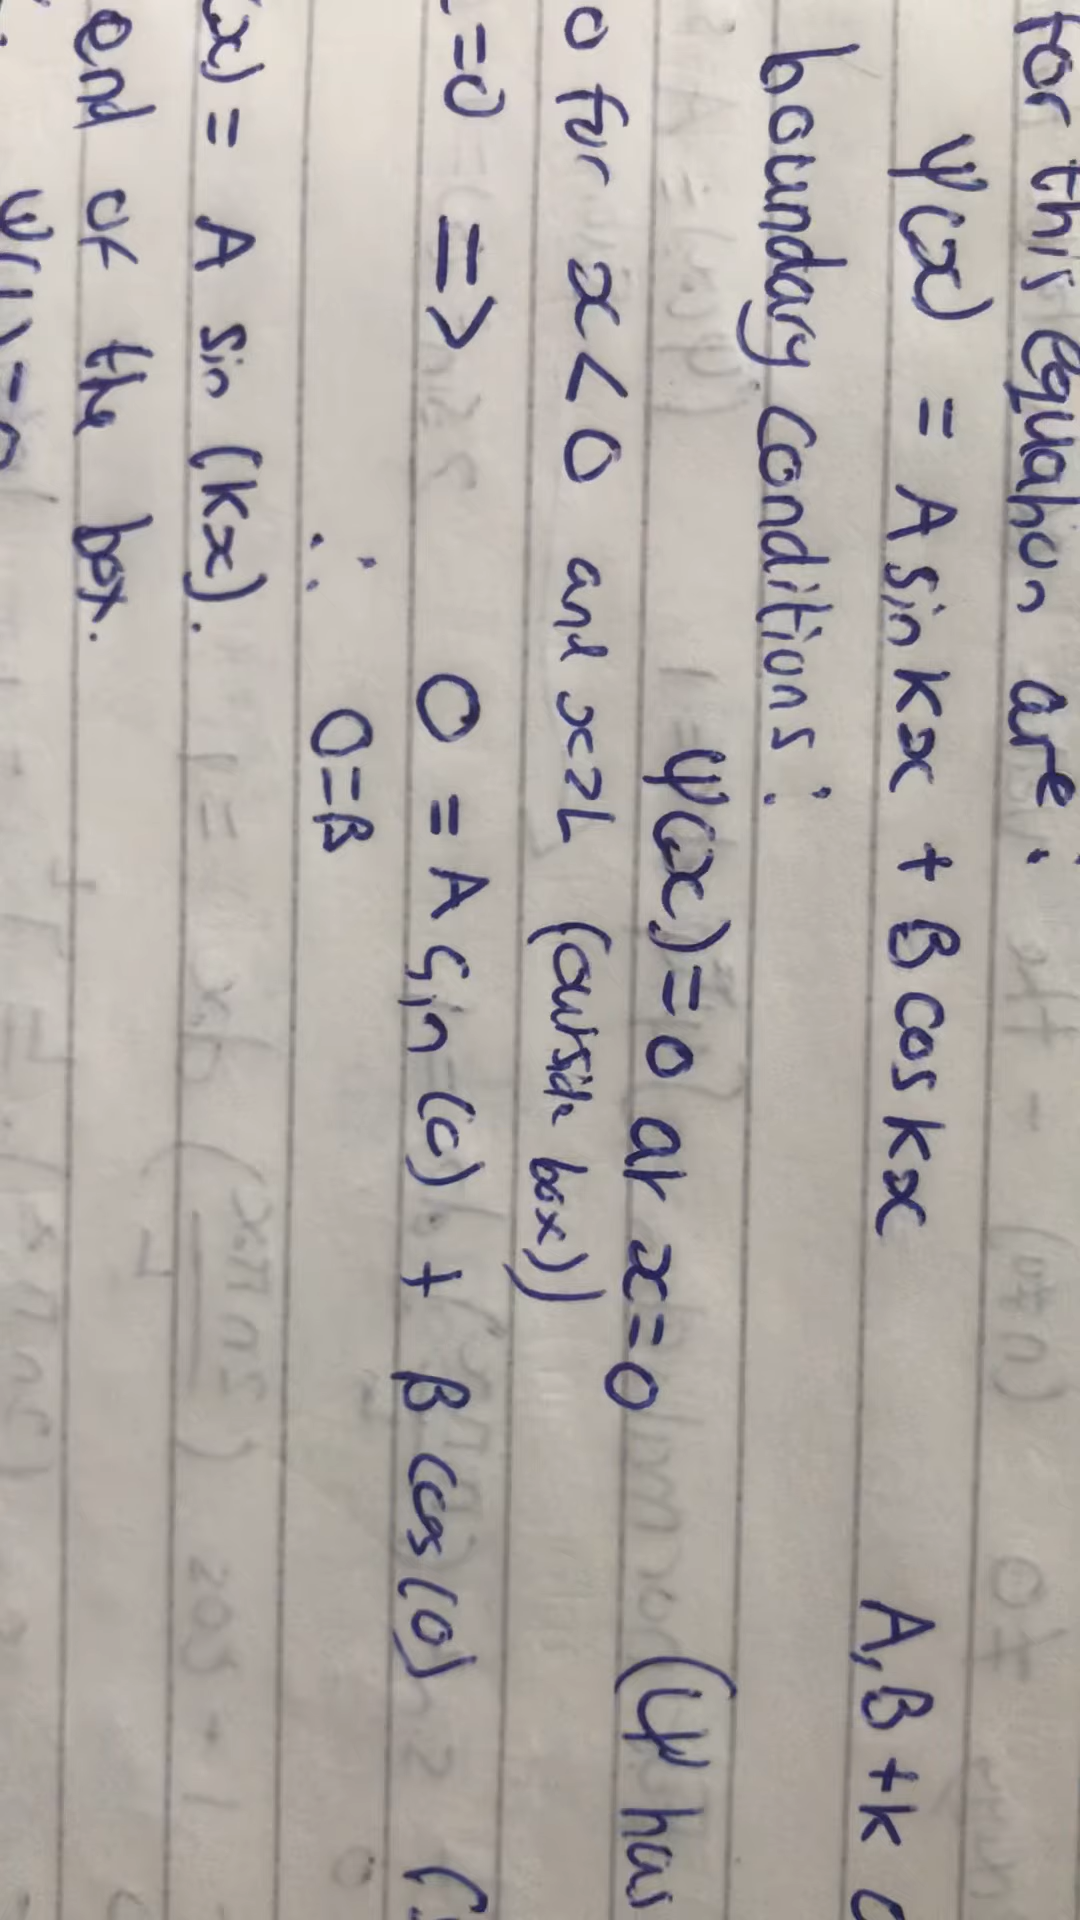 for this equation are:
ψ(x) = A sin kx + B cos kx A, B + k
boundary conditions:
ψ(x)=0 at x=0 (ψ has
0 for x<0 and x>L (outside box))
=0 => 0 = A sin (0) + B cos (0)
∴ 0=B
(x) = A sin (kx).
end of the box.